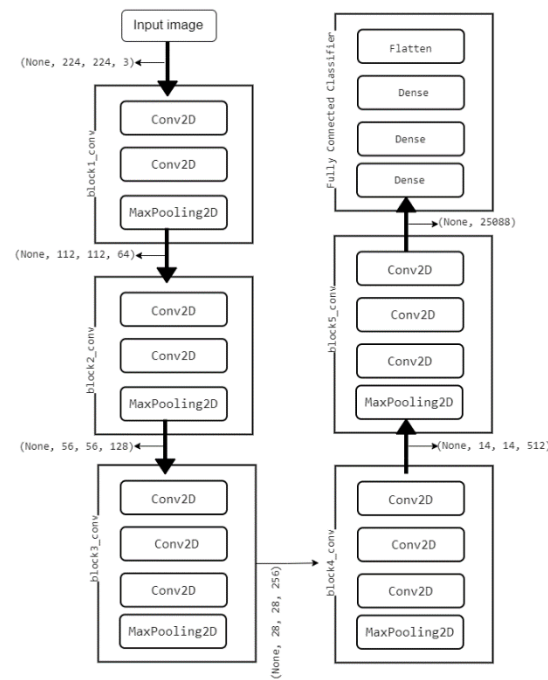 Input image
(None, 224, 224, 3)
block1_conv
Conv2D
Conv2D
MaxPooling2D
(None, 112, 112, 64)
block2_conv
Conv2D
Conv2D
MaxPooling2D
(None, 56, 56, 128)
block3_conv
Conv2D
Conv2D
Conv2D
MaxPooling2D
(None, 28, 28, 256)
block4_conv
Conv2D
Conv2D
Conv2D
MaxPooling2D
(None, 14, 14, 512)
block5_conv
Conv2D
Conv2D
Conv2D
MaxPooling2D
(None, 25088)
Fully Connected Classifier
Flatten
Dense
Dense
Dense